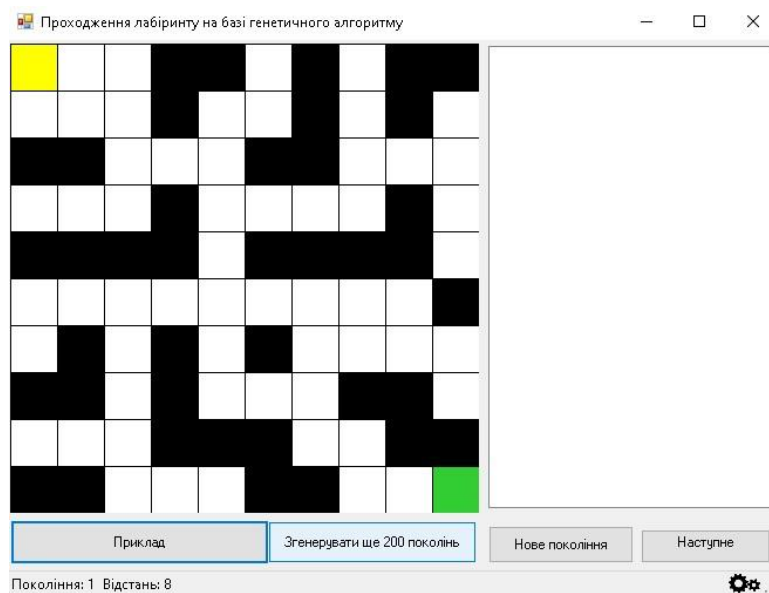 Проходження лабіринту на базі генетичного алгоритму
Приклад
Згенерувати ще 200 поколінь
Нове покоління
Наступне
Покоління: 1 Відстань: 8